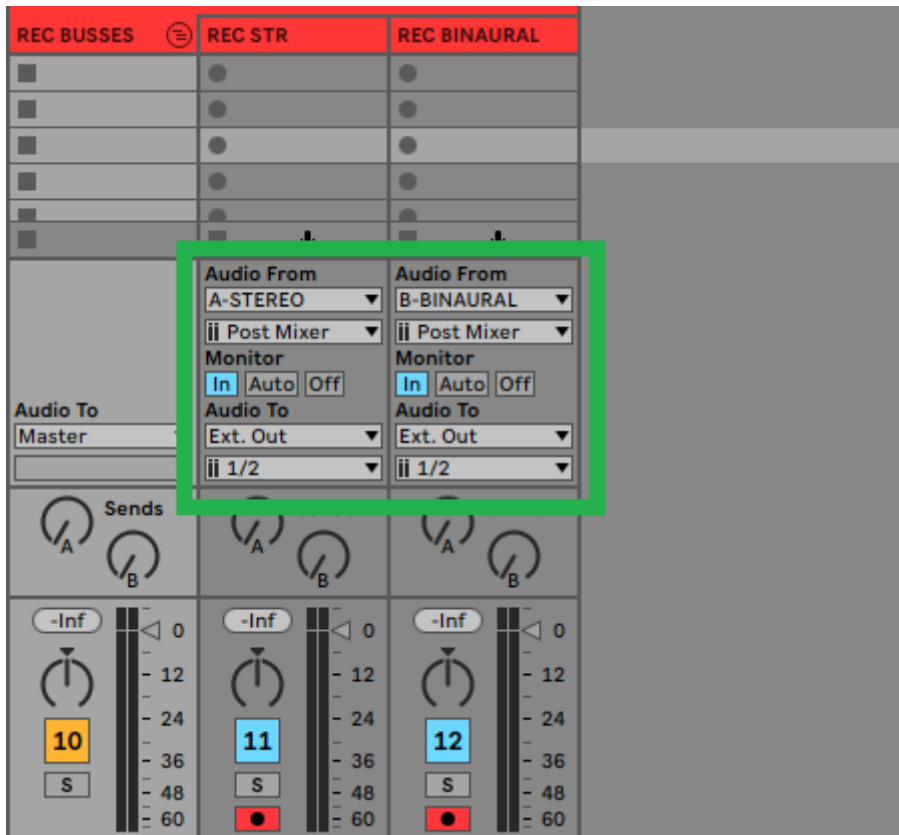 REC BUSSES
REC STR
REC BINAURAL
Audio From
Audio From
A-STEREO
B-BINAURAL
Post Mixer
Post Mixer
Monitor
Monitor
In Auto Off
In Auto Off
Audio To
Audio To
Audio To
Master
Ext. Out
Ext. Out
1/2
1/2
Sends
A
B
A
B
A
B
-Inf
-Inf
-Inf
0
0
0
12
12
12
24
24
24
10
11
12
36
36
36
S
S
S
48
48
48
60
60
60